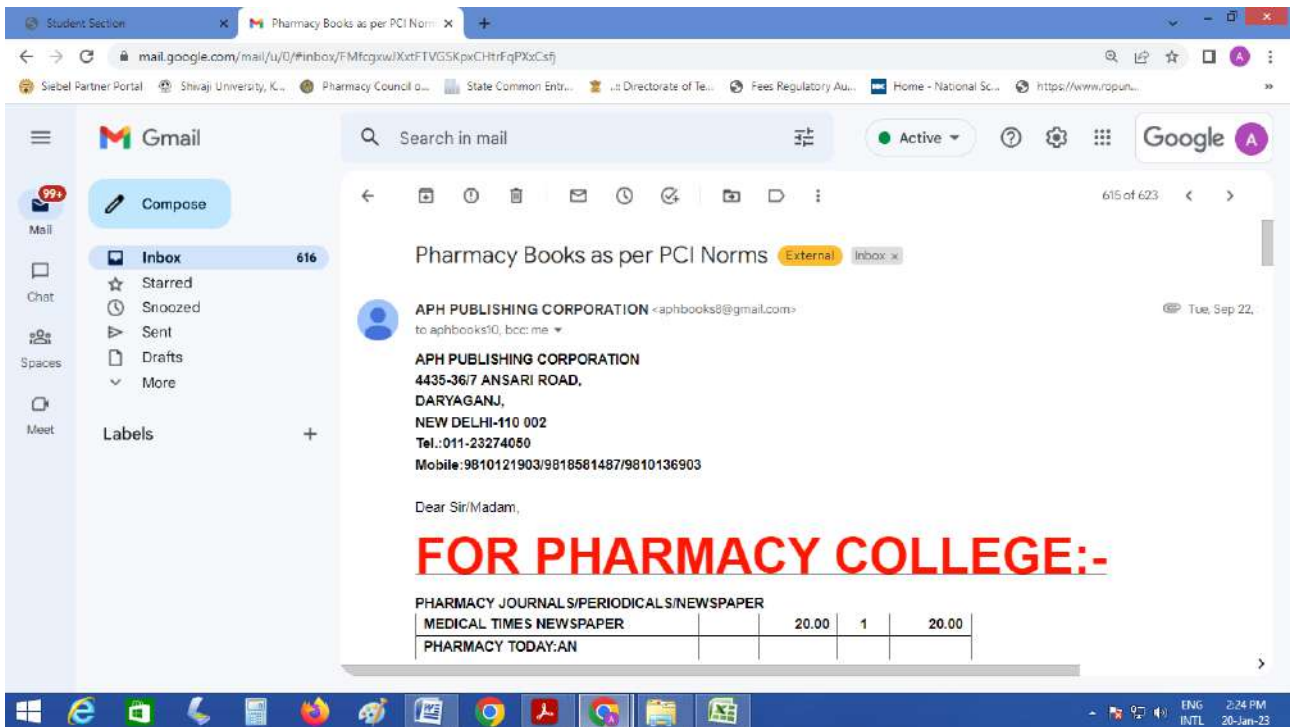 Student Section
Pharmacy Books as per PCI Norm
mail.google.com/mail/u/0/#inbox/
Siebel Partner Portal
Shivaji University, K...
Pharmacy Council o...
State Common Entr...
..:: Directorate of Te...
Fees Regulatory Au...
Home - National Sc...
A
Gmail
Search in mail
Active
Google A
99+
Mail
Compose
615 of 623
Chat
Spaces
Meet
Inbox 616
Starred
Snoozed
Sent
Drafts
More
Labels
Pharmacy Books as per PCI Norms External Inbox x
APH PUBLISHING CORPORATION <aphbooks8@gmail.com> Tue, Sep 22,
to aphbooks10, bcc: me
APH PUBLISHING CORPORATION
4435-36/7 ANSARI ROAD,
DARYAGANJ,
NEW DELHI-110 002
Tel.:011-23274050
Mobile:9810121903/9818581487/9810136903
Dear Sir/Madam,
FOR PHARMACY COLLEGE:-
PHARMACY JOURNALS/PERIODICALS/NEWSPAPER
MEDICAL TIMES NEWSPAPER 20.00 1 20.00
PHARMACY TODAY:AN
ENG 2:24 PM
INTL 20-Jan-23